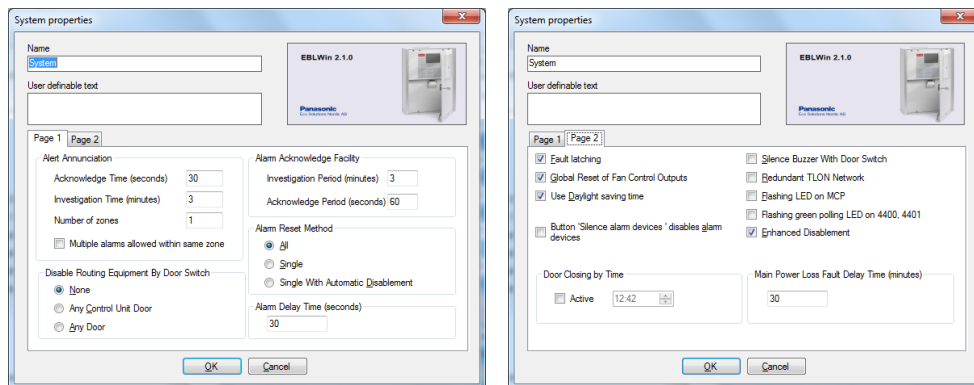 System properties
Name
System
User definable text
EBLWin 2.1.0
Panasonic
Eco Solutions Nordic AB
Page 1 Page 2
Alert Annunciation
Acknowledge Time (seconds) 30
Investigation Time (minutes) 3
Number of zones 1
Multiple alarms allowed within same zone
Disable Routing Equipment By Door Switch
None
Any Control Unit Door
Any Door
Alarm Acknowledge Facility
Investigation Period (minutes) 3
Acknowledge Period (seconds) 60
Alarm Reset Method
All
Single
Single With Automatic Disablement
Alarm Delay Time (seconds)
30
OK Cancel
System properties
Name
System
User definable text
EBLWin 2.1.0
Panasonic
Eco Solutions Nordic AB
Page 1 Page 2
Fault latching
Global Reset of Fan Control Outputs
Use Daylight saving time
Button 'Silence alarm devices ' disables alarm
devices
Silence Buzzer With Door Switch
Redundant TLON Network
Flashing LED on MCP
Flashing green polling LED on 4400, 4401
Enhanced Disablement
Door Closing by Time
Active 12:42
Main Power Loss Fault Delay Time (minutes)
30
OK Cancel